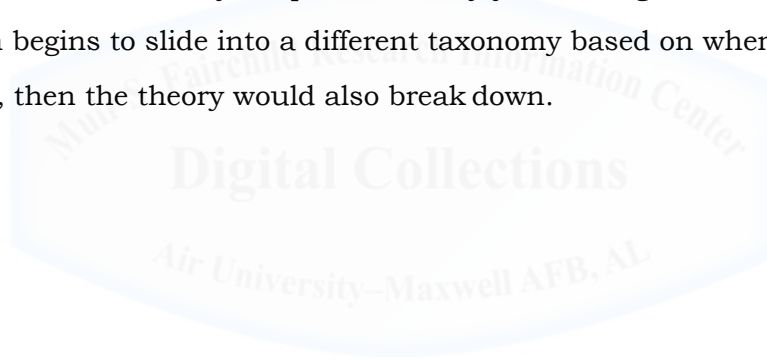 begins to slide into a different taxonomy based on
, then the theory would also break down.
Muir S. Fairchild Research Information Center
Digital Collections
Air University–Maxwell AFB, AL